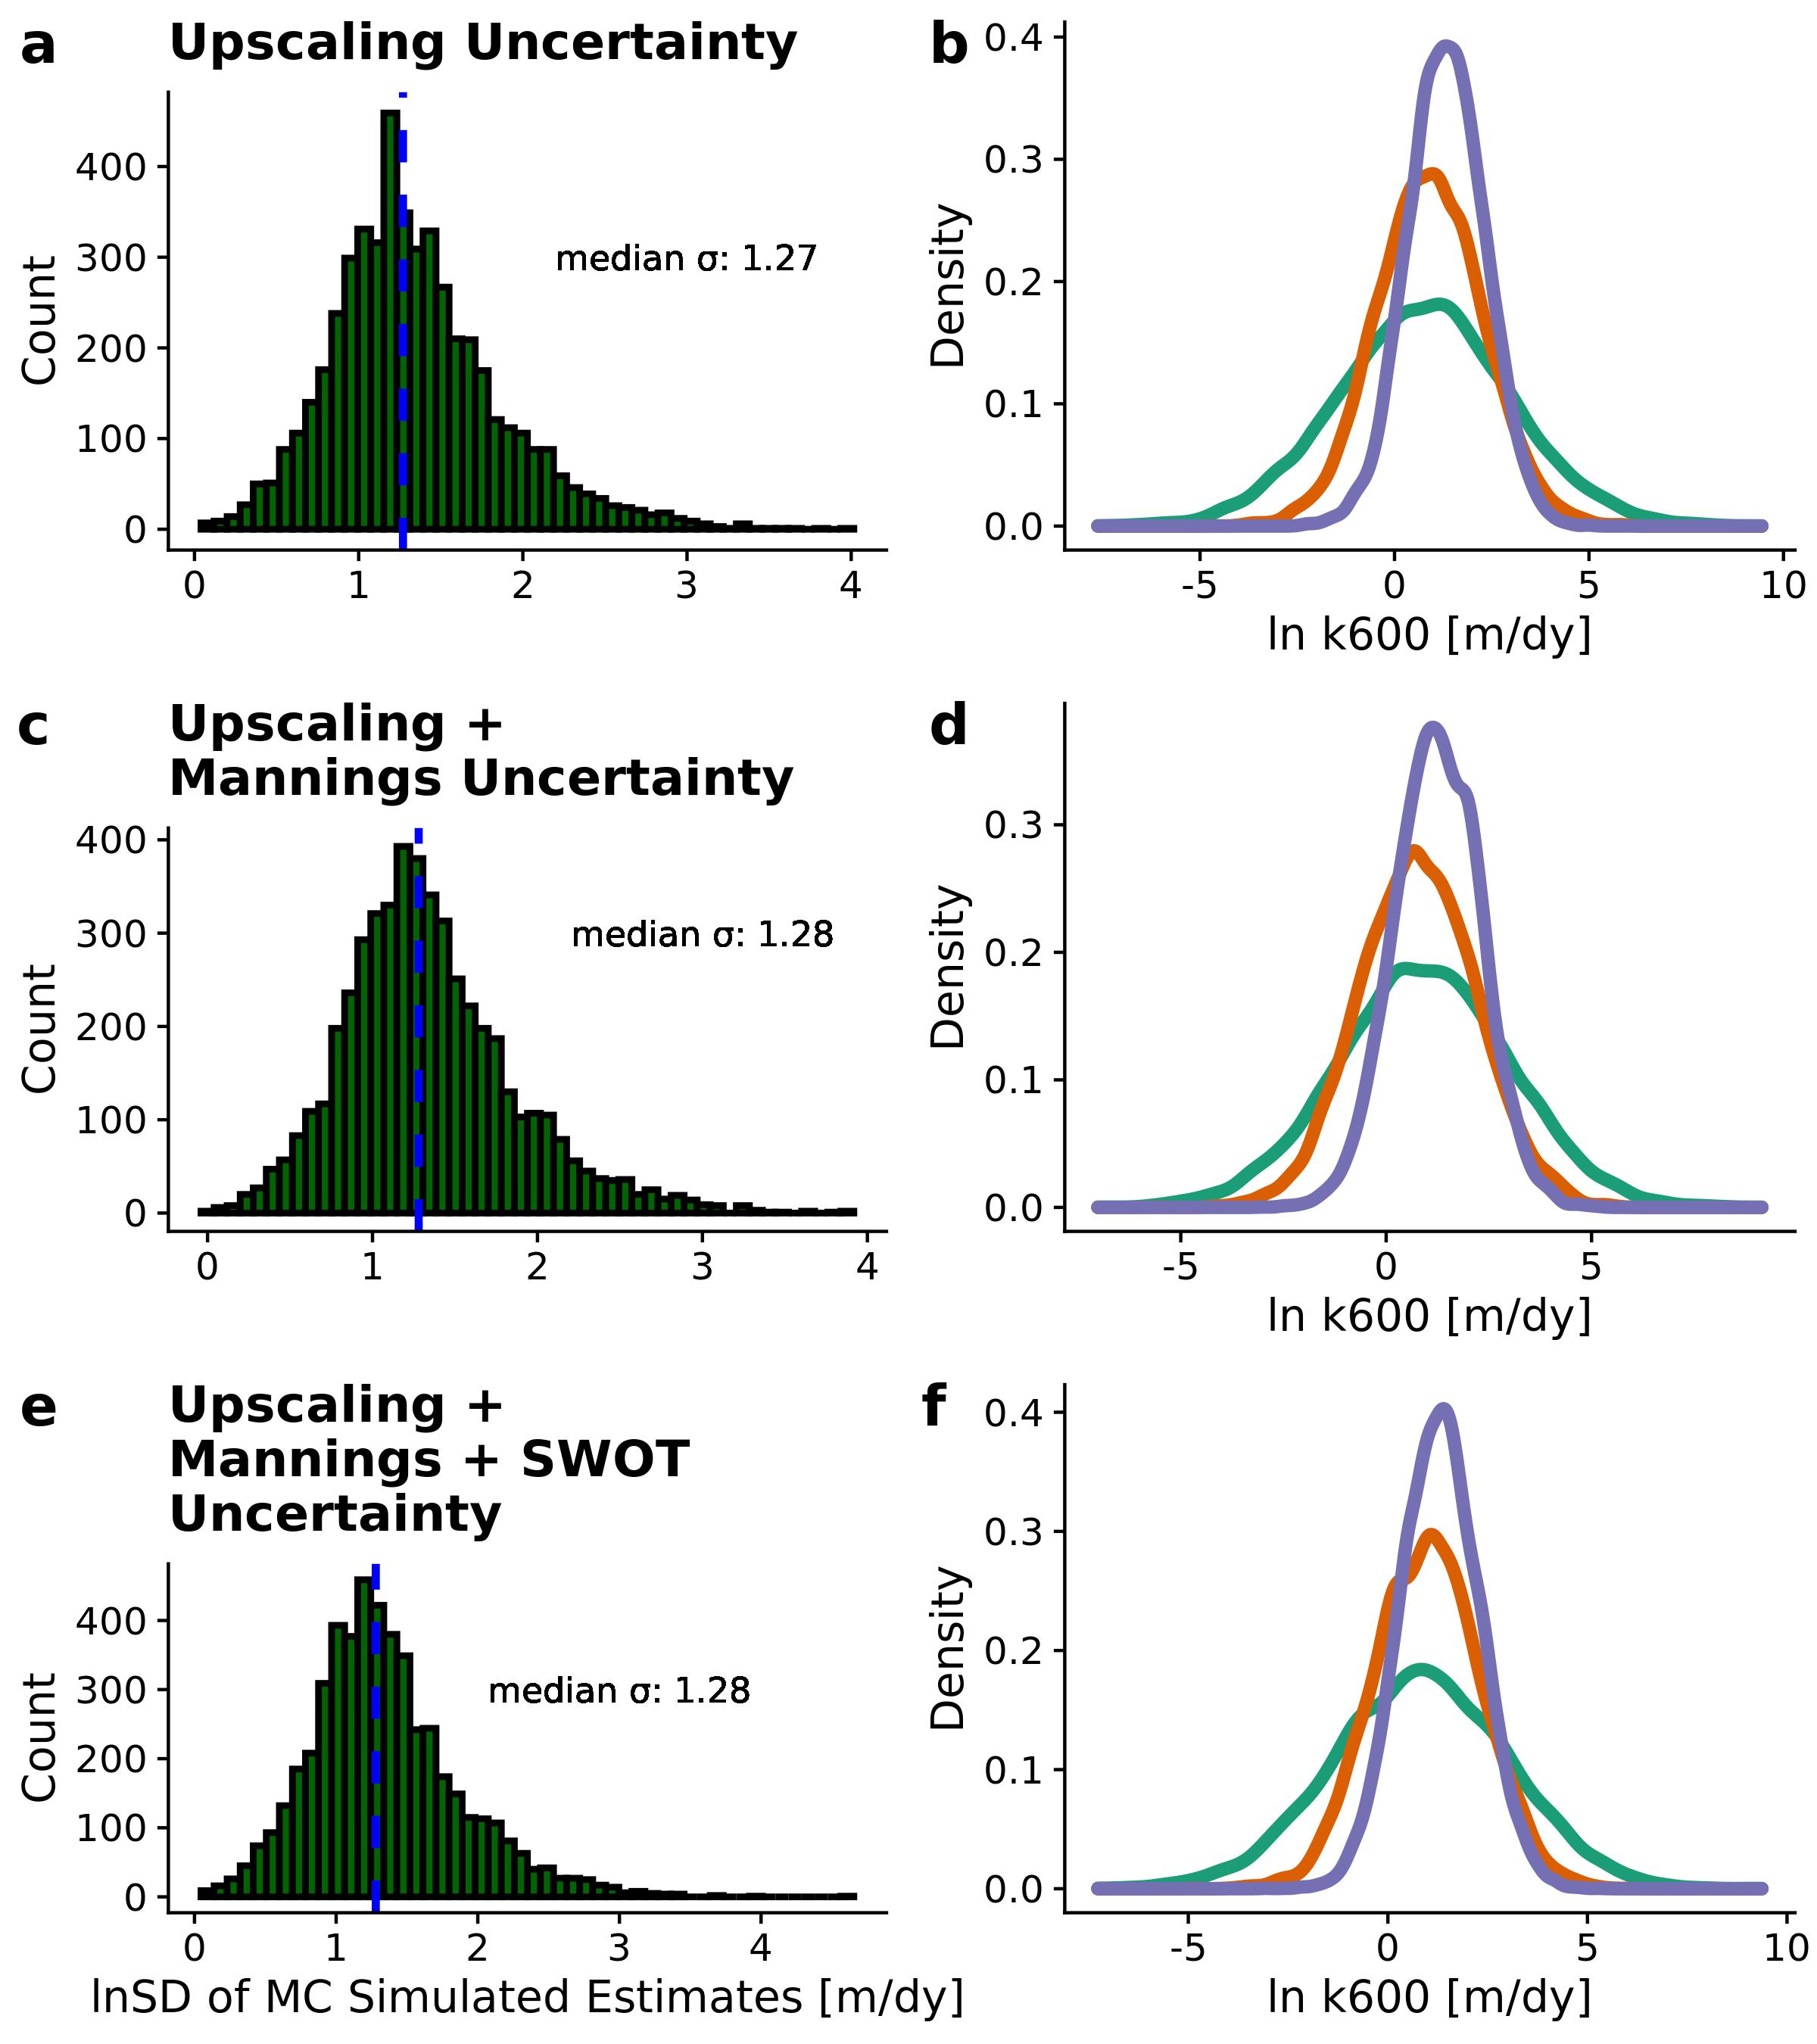 a
Upscaling Uncertainty
Count
400
300
200
100
0
median σ: 1.27
0 1 2 3 4
b
Density
0.4
0.3
0.2
0.1
0.0
-5 0 5 10
ln k600 [m/dy]
c
Upscaling +
Mannings Uncertainty
Count
400
300
200
100
0
median σ: 1.28
0 1 2 3 4
d
Density
0.3
0.2
0.1
0.0
-5 0 5
ln k600 [m/dy]
e
Upscaling +
Mannings + SWOT
Uncertainty
Count
400
300
200
100
0
median σ: 1.28
0 1 2 3 4
lnSD of MC Simulated Estimates [m/dy]
f
Density
0.4
0.3
0.2
0.1
0.0
-5 0 5 10
ln k600 [m/dy]